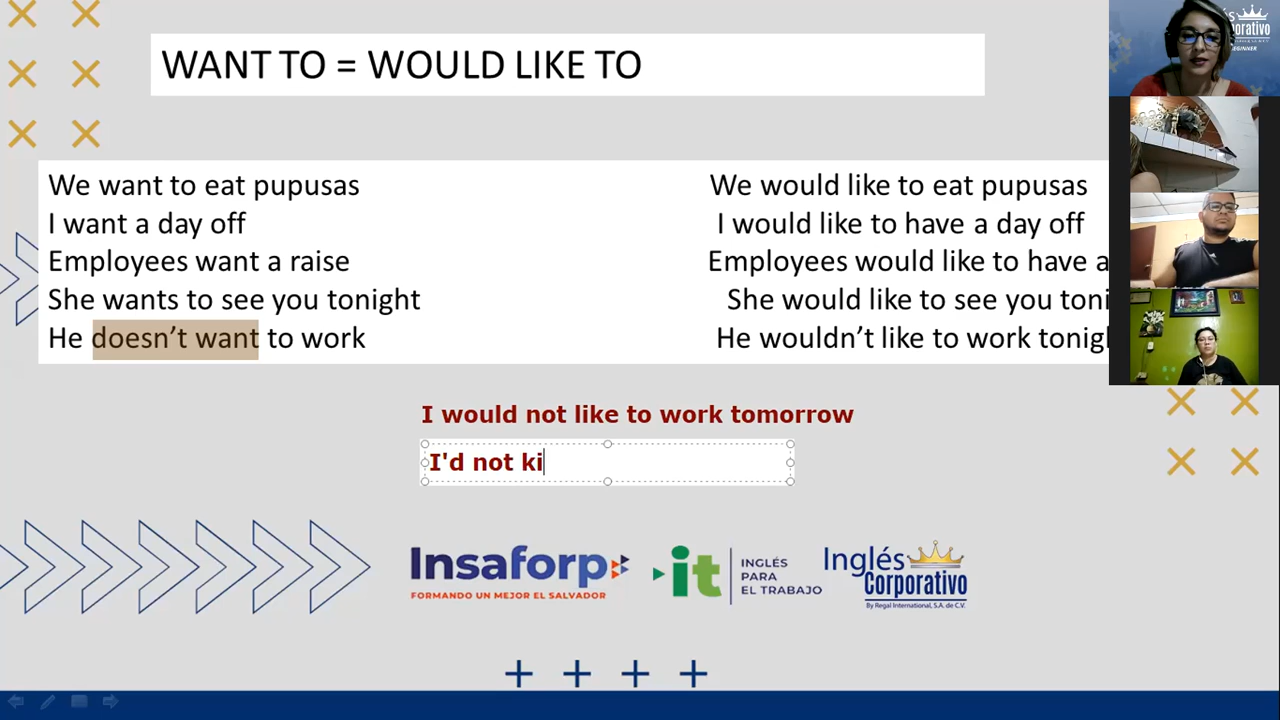 WANT TO = WOULD LIKE TO
We want to eat pupusas
I want a day off
Employees want a raise
She wants to see you tonight
He doesn’t want to work
We would like to eat pupusas
I would like to have a day off
Employees would like to have a
She would like to see you toni
He wouldn’t like to work tonig
I would not like to work tomorrow
I'd not ki
Insaforp
FORMANDO UN MEJOR EL SALVADOR
it
INGLÉS
PARA
EL TRABAJO
Inglés
Corporativo
By Regal International, S.A. de C.V.
és
orativo
BEGINNER